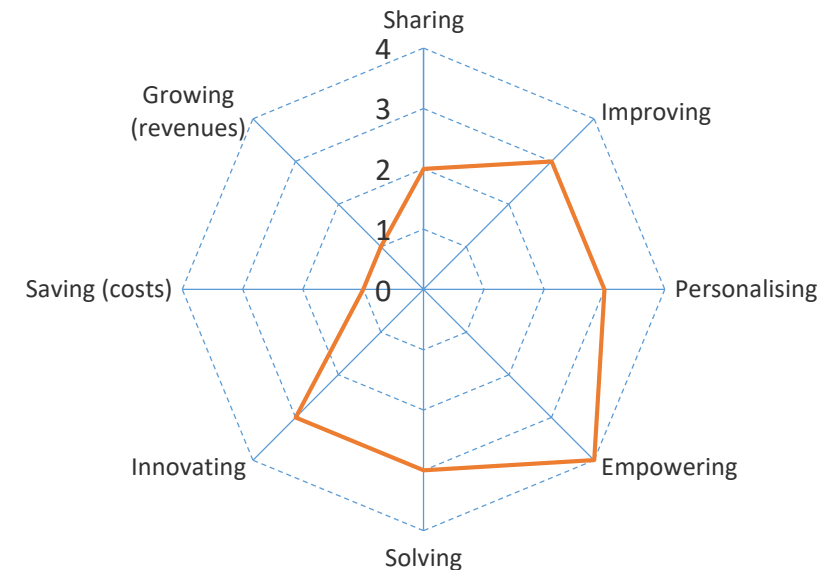 Sharing
4
Growing
(revenues)
3
Improving
2
1
Saving (costs)
0
Personalising
Innovating
Empowering
Solving